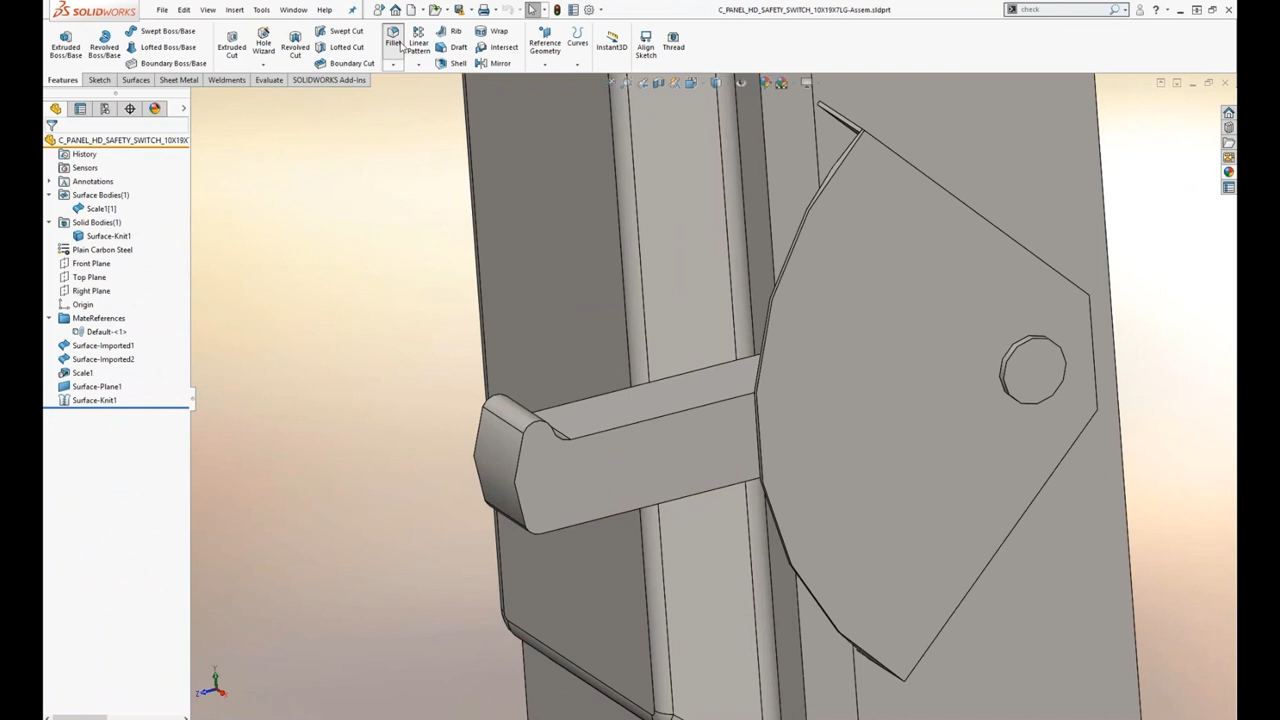 SOLIDWORKS File Edit View Insert Tools Window Help C_PANEL_HD_SAFETY_SWITCH_10X19X7LG-Assem.sldprt check ?
Extruded Boss/Base
Revolved Boss/Base
Swept Boss/Base
Lofted Boss/Base
Boundary Boss/Base
Extruded Cut
Hole Wizard
Revolved Cut
Swept Cut
Lofted Cut
Boundary Cut
Fillet
Linear Pattern
Rib
Draft
Shell
Wrap
Intersect
Mirror
Reference Geometry
Curves
Instant3D
Align Sketch
Thread
Features Sketch Surfaces Sheet Metal Weldments Evaluate SOLIDWORKS Add-Ins
C_PANEL_HD_SAFETY_SWITCH_10X19X
History
Sensors
Annotations
Surface Bodies(1)
Scale1[1]
Solid Bodies(1)
Surface-Knit1
Plain Carbon Steel
Front Plane
Top Plane
Right Plane
Origin
MateReferences
Default-<1>
Surface-Imported1
Surface-Imported2
Scale1
Surface-Plane1
Surface-Knit1